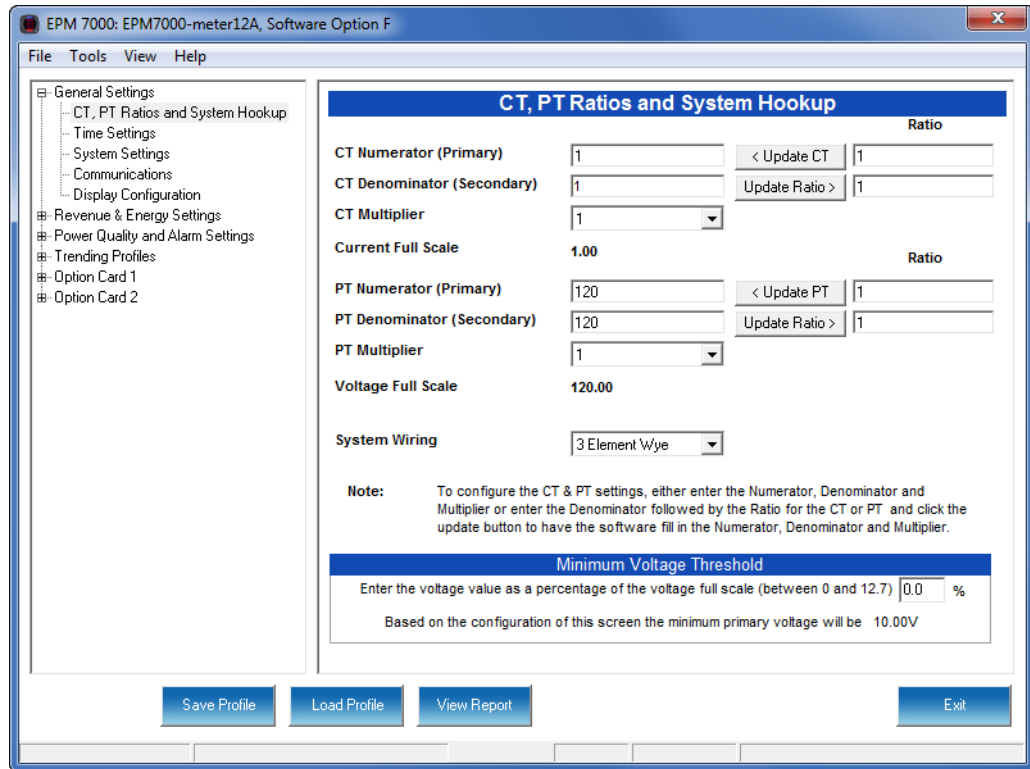 EPM 7000: EPM7000-meter12A, Software Option F
x
File Tools View Help
General Settings
CT, PT Ratios and System Hookup
Time Settings
System Settings
Communications
Display Configuration
Revenue & Energy Settings
Power Quality and Alarm Settings
Trending Profiles
Option Card 1
Option Card 2
CT, PT Ratios and System Hookup
Ratio
CT Numerator (Primary) 1 < Update CT 1
CT Denominator (Secondary) 1 Update Ratio > 1
CT Multiplier 1
Current Full Scale 1.00
Ratio
PT Numerator (Primary) 120 < Update PT 1
PT Denominator (Secondary) 120 Update Ratio > 1
PT Multiplier 1
Voltage Full Scale 120.00
System Wiring 3 Element Wye
Note: To configure the CT & PT settings, either enter the Numerator, Denominator and
Multiplier or enter the Denominator followed by the Ratio for the CT or PT and click the
update button to have the software fill in the Numerator, Denominator and Multiplier.
Minimum Voltage Threshold
Enter the voltage value as a percentage of the voltage full scale (between 0 and 12.7) 0.0 %
Based on the configuration of this screen the minimum primary voltage will be 10.00V
Save Profile Load Profile View Report Exit